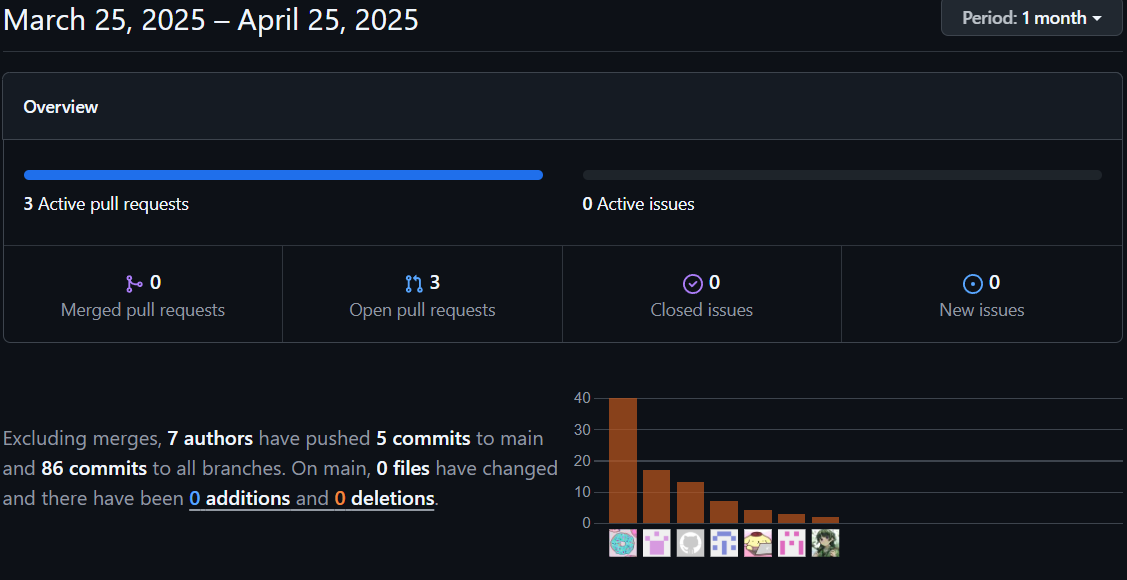 March 25, 2025 – April 25, 2025
Period: 1 month
Overview
3 Active pull requests
0 Active issues
0
Merged pull requests
3
Open pull requests
0
Closed issues
0
New issues
Excluding merges, 7 authors have pushed 5 commits to main
and 86 commits to all branches. On main, 0 files have changed
and there have been 0 additions and 0 deletions.
40
30
20
10
0